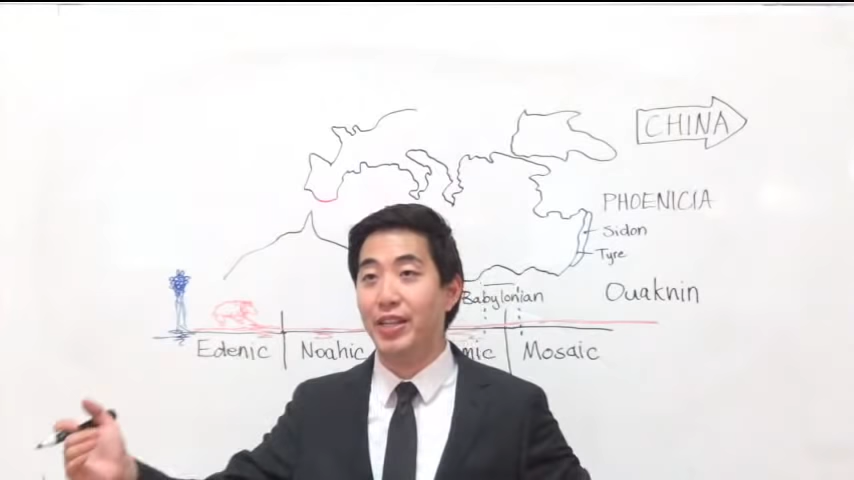 CHINA
PHOENICIA
Sidon
Tyre
Babylonian
Ouaknin
Edenic
Noahic
Mosaic